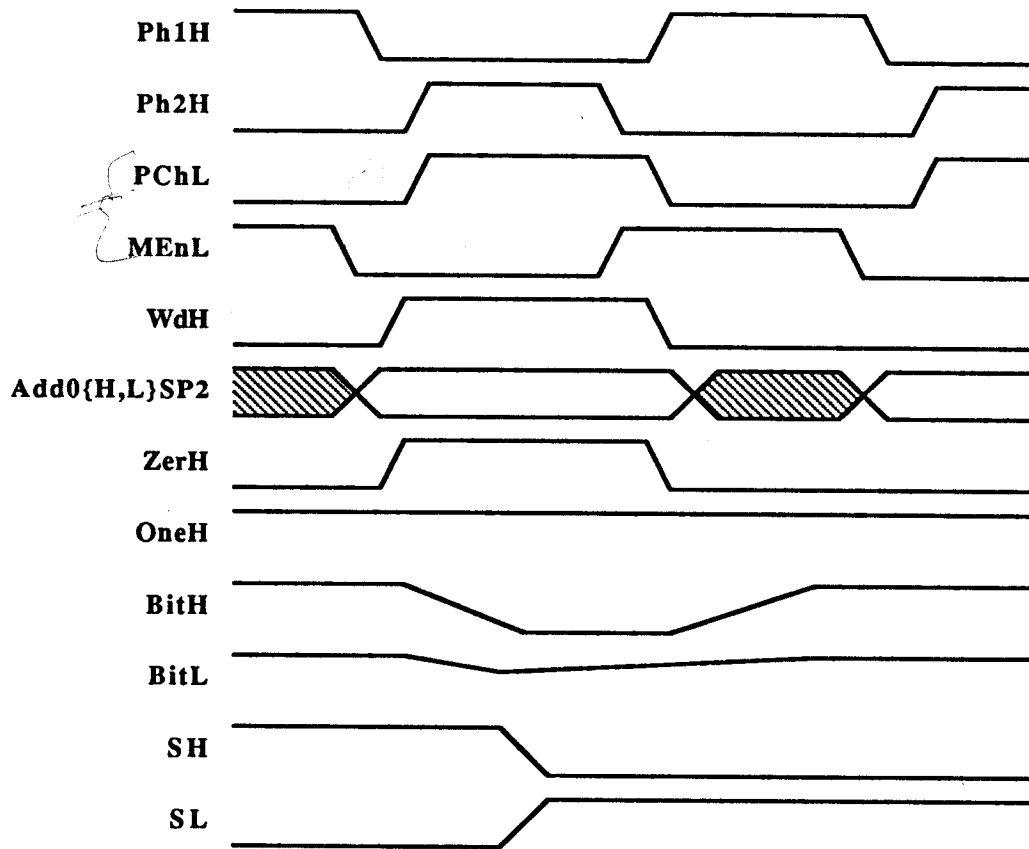 Ph1H
Ph2H
PChL
MEnL
WdH
Add0{H,L}SP2
ZerH
OneH
BitH
BitL
SH
SL